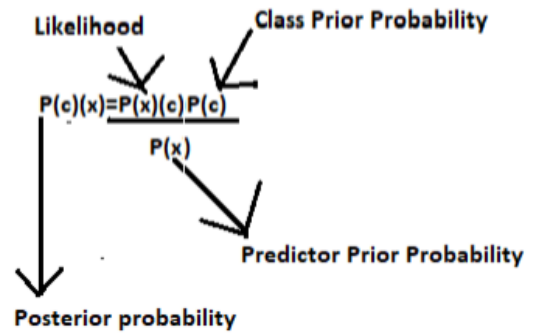 Likelihood
Class Prior Probability
P(c)(x)=P(x)(c)P(c)
P(x)
Predictor Prior Probability
Posterior probability